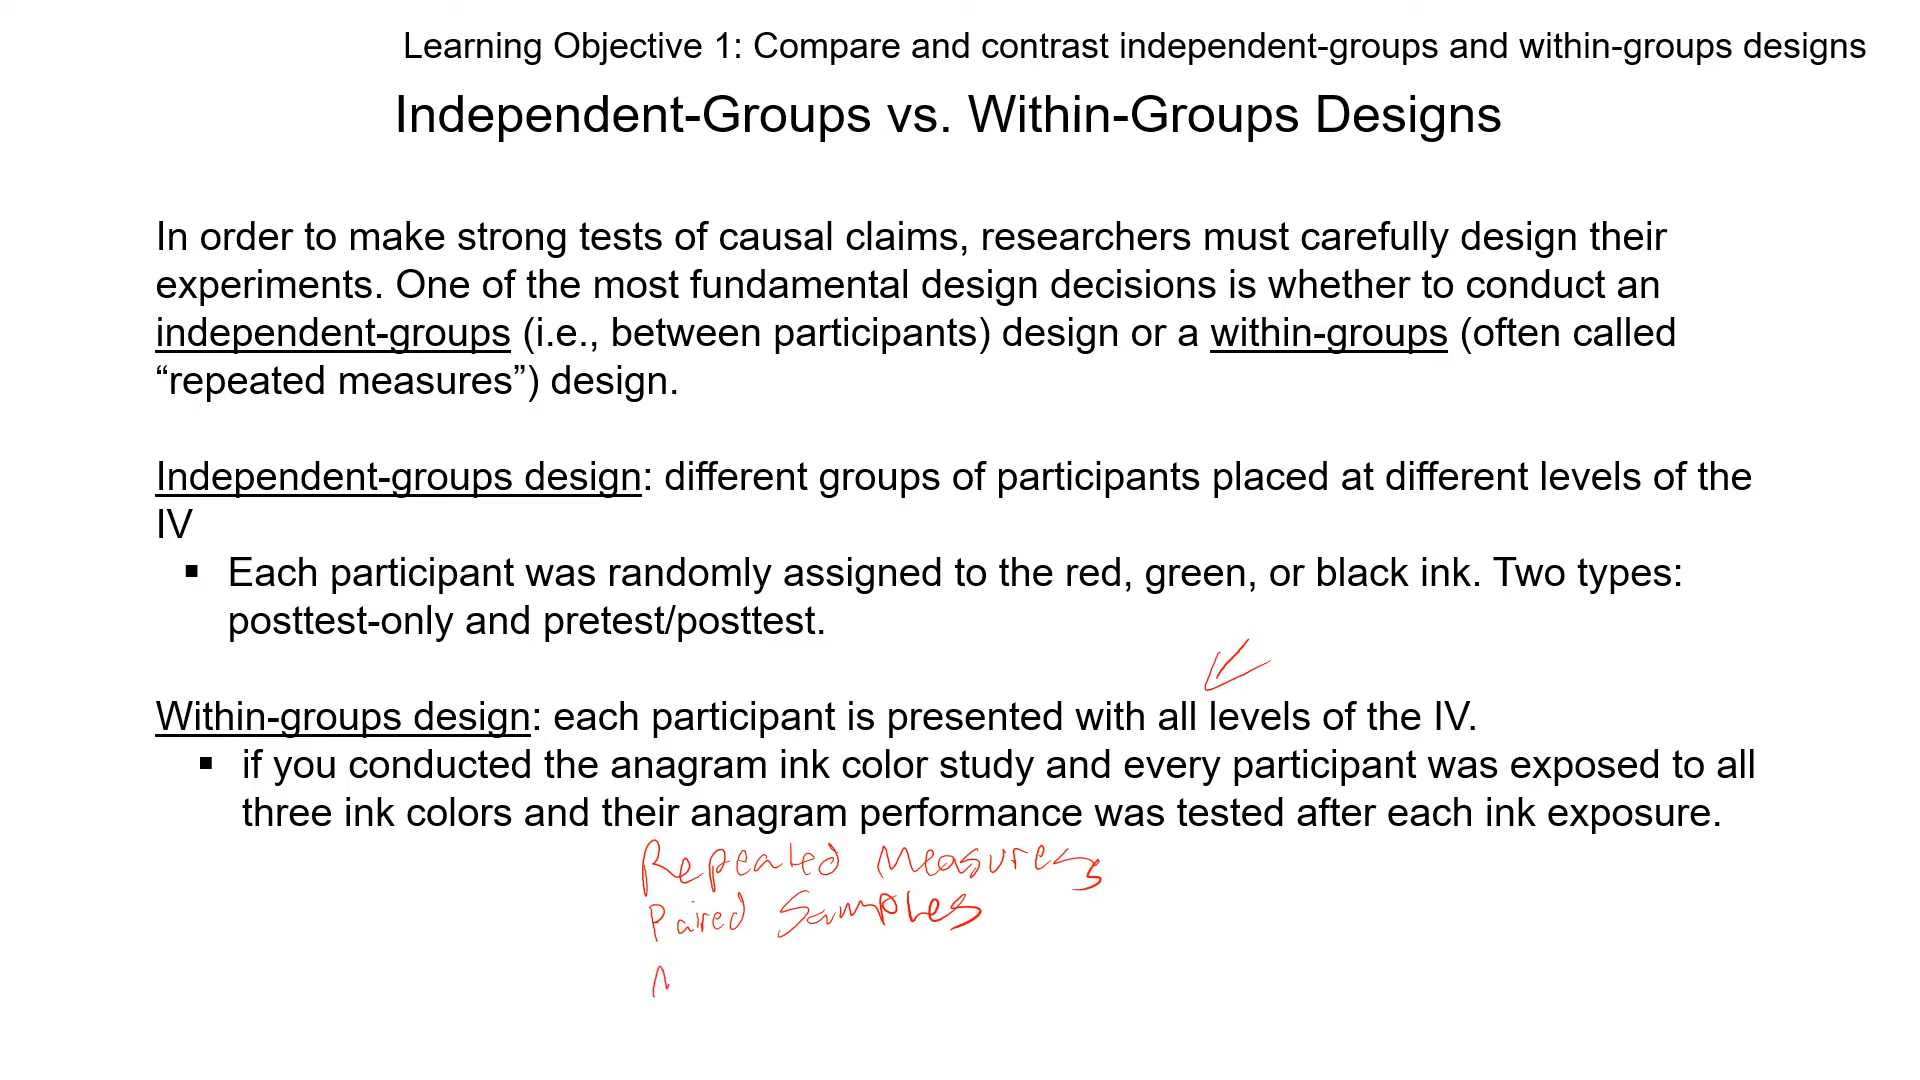 Learning Objective 1: Compare and contrast independent-groups and within-groups designs
Independent-Groups vs. Within-Groups Designs
In order to make strong tests of causal claims, researchers must carefully design their
experiments. One of the most fundamental design decisions is whether to conduct an
independent-groups (i.e., between participants) design or a within-groups (often called
“repeated measures”) design.
Independent-groups design: different groups of participants placed at different levels of the
IV
▪ Each participant was randomly assigned to the red, green, or black ink. Two types:
posttest-only and pretest/posttest.
Within-groups design: each participant is presented with all levels of the IV.
▪ if you conducted the anagram ink color study and every participant was exposed to all
three ink colors and their anagram performance was tested after each ink exposure.
Repeated Measures
Paired Samples